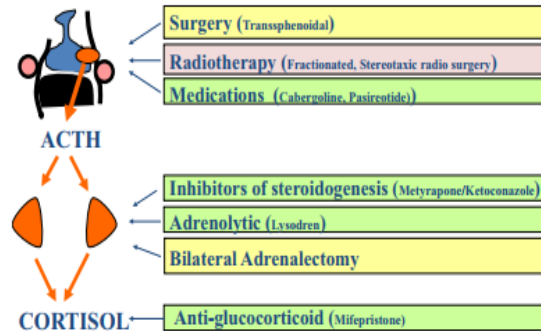 Surgery (Transsphenoidal)
Radiotherapy (Fractionated, Stereotaxic radio surgery)
Medications (Cabergoline, Pasireotide)
ACTH
Inhibitors of steroidogenesis (Metyrapone/Ketoconazole)
Adrenolytic (Lysodren)
Bilateral Adrenalectomy
CORTISOL
Anti-glucocorticoid (Mifepristone)